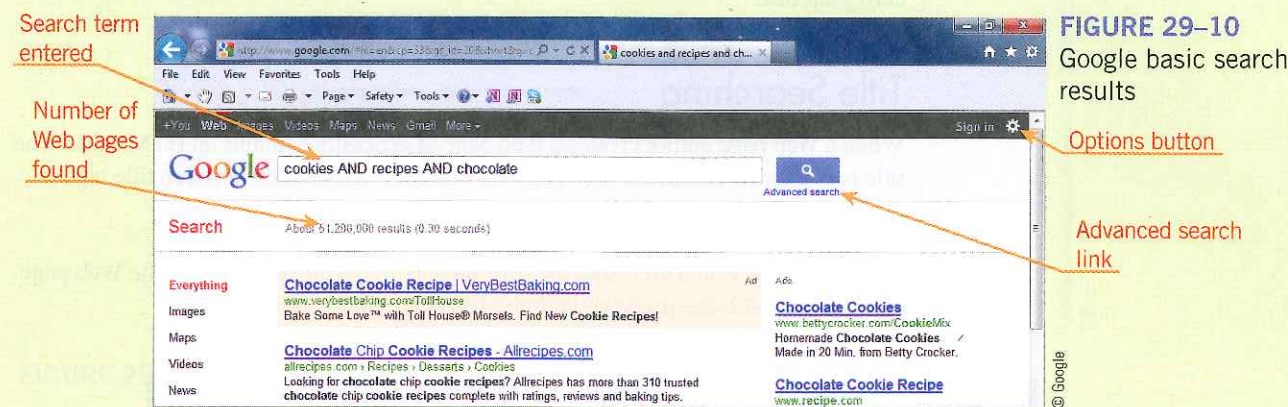 Search term
entered
Number of
Web pages
found
FIGURE 29–10
Google basic search
results
Options button
Advanced search
link
cookies and recipes and ch...
File Edit View Favorites Tools Help
Page Safety Tools
+You Web Images Videos Maps News Gmail More
Sign in
Google
cookies AND recipes AND chocolate
Advanced search
Search
About 51,200,000 results (0.30 seconds)
Everything
Images
Maps
Videos
News
Chocolate Cookie Recipe | VeryBestBaking.com
Ad
www.verybestbaking.com/TollHouse
Bake Some Love™ with Toll House® Morsels. Find New Cookie Recipes!
Chocolate Chip Cookie Recipes - Allrecipes.com
allrecipes.com › Recipes › Desserts › Cookies
Looking for chocolate chip cookie recipes? Allrecipes has more than 310 trusted
chocolate chip cookie recipes complete with ratings, reviews and baking tips.
Ads
Chocolate Cookies
www.bettycrocker.com/CookieMix
Homemade Chocolate Cookies
Made in 20 Min. from Betty Crocker.
Chocolate Cookie Recipe
www.recipe.com
© Google